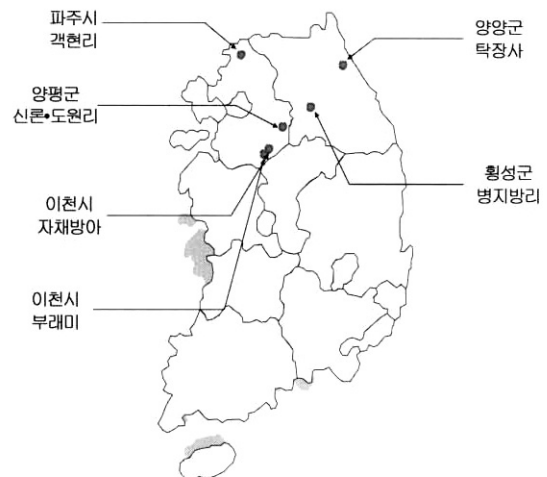 파주시
객현리
양양군
탁장사
양평군
신론•도원리
횡성군
병지방리
이천시
자채방아
이천시
부래미